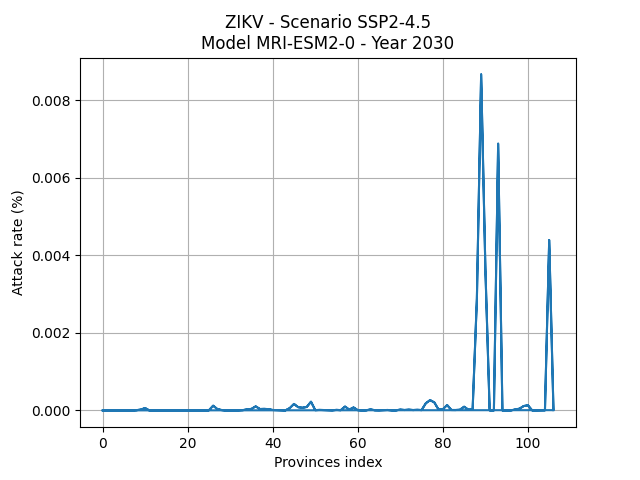 ZIKV - Scenario SSP2-4.5
Model MRI-ESM2-0 - Year 2030
0.008
0.006
0.004
0.002
0.000
Attack rate (%)
0 20 40 60 80 100
Provinces index